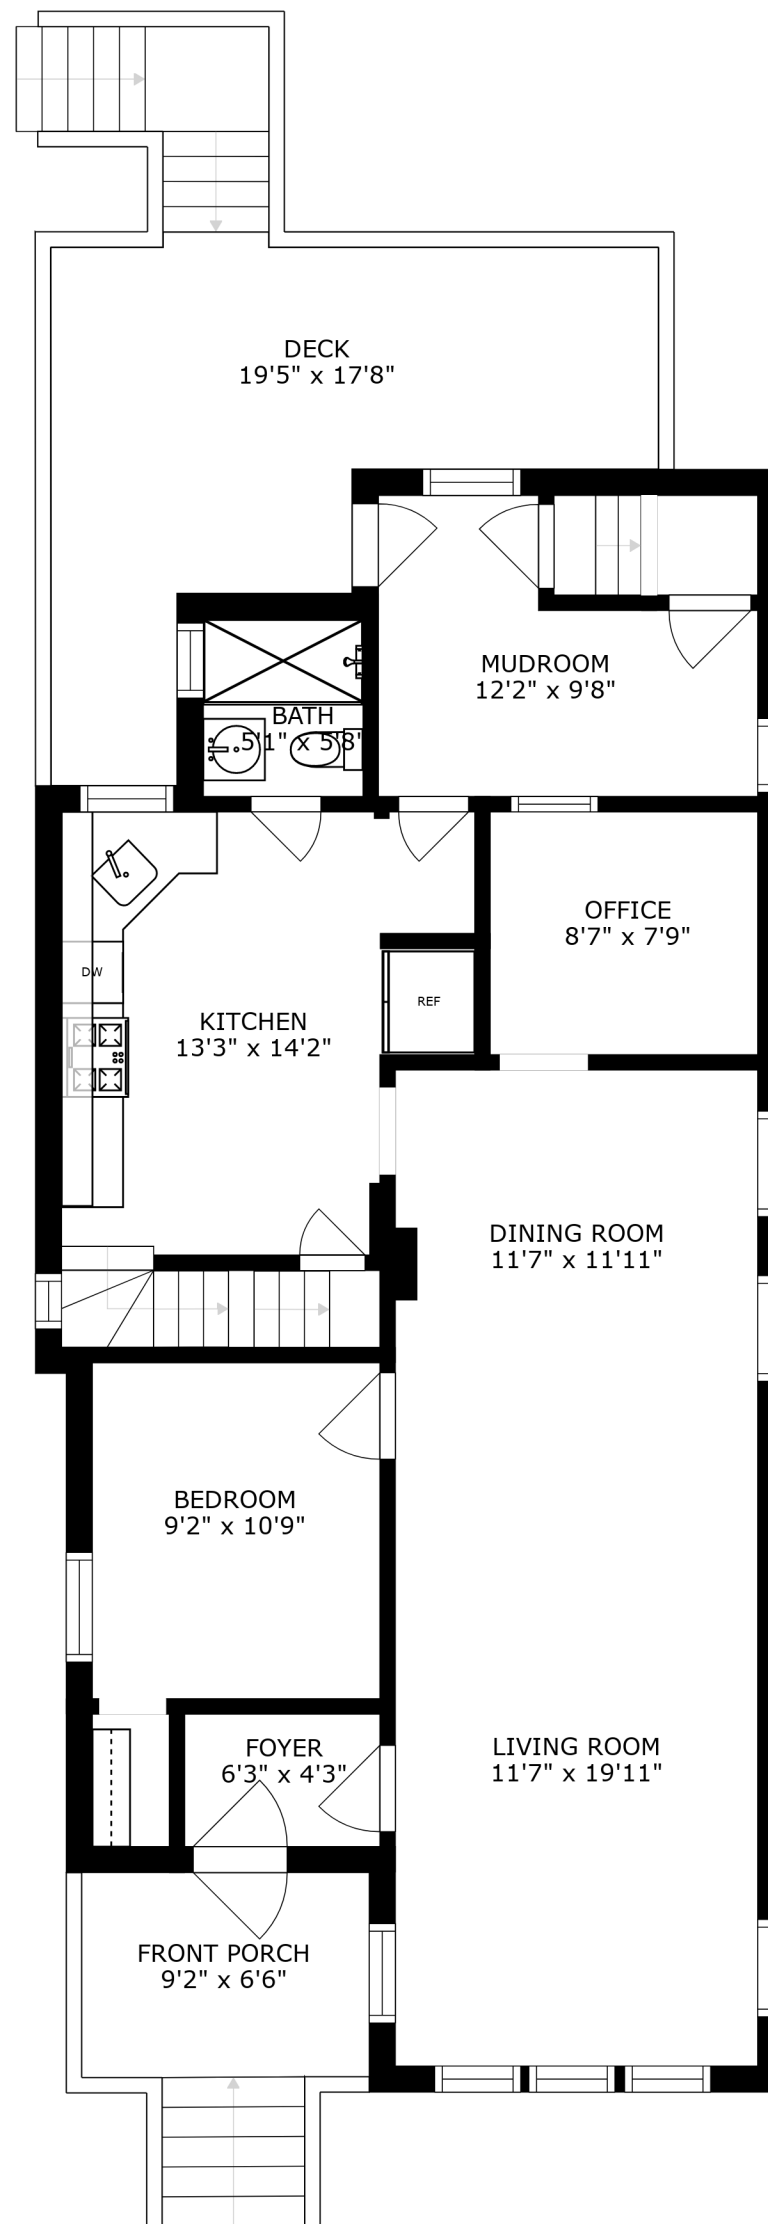 DECK
19'5" x 17'8"
MUDROOM
12'2" x 9'8"
BATH
5'1" x 5'8"
OFFICE
8'7" x 7'9"
DW
REF
KITCHEN
13'3" x 14'2"
DINING ROOM
11'7" x 11'11"
BEDROOM
9'2" x 10'9"
FOYER
6'3" x 4'3"
LIVING ROOM
11'7" x 19'11"
FRONT PORCH
9'2" x 6'6"